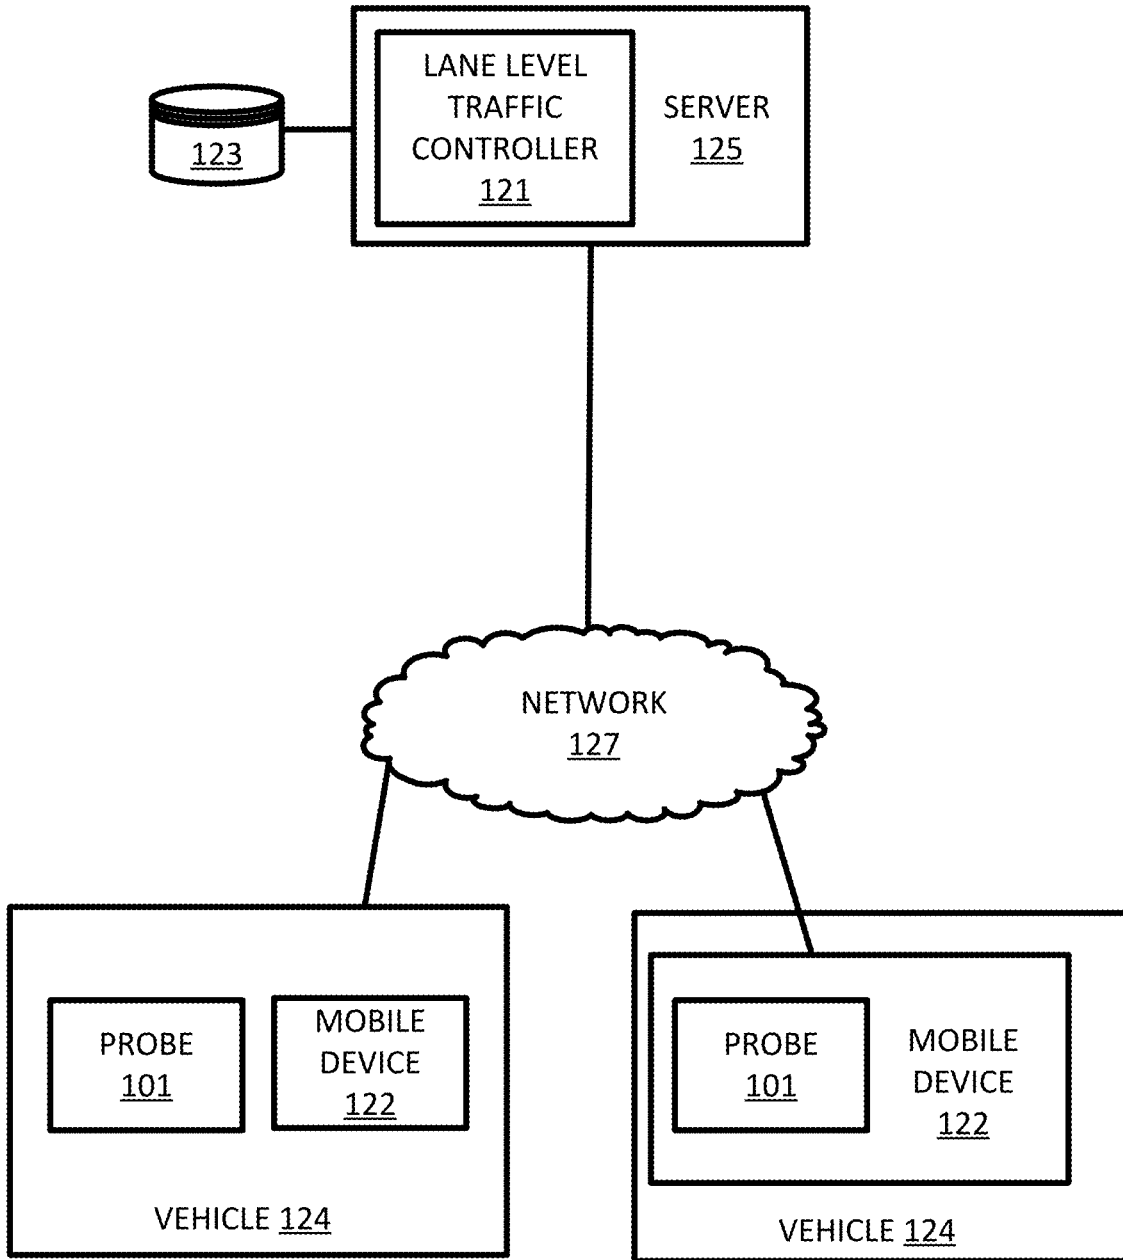 LANE LEVEL
TRAFFIC
CONTROLLER
121
SERVER
125
123
NETWORK
127
PROBE
101
MOBILE
DEVICE
122
VEHICLE 124
PROBE
101
MOBILE
DEVICE
122
VEHICLE 124